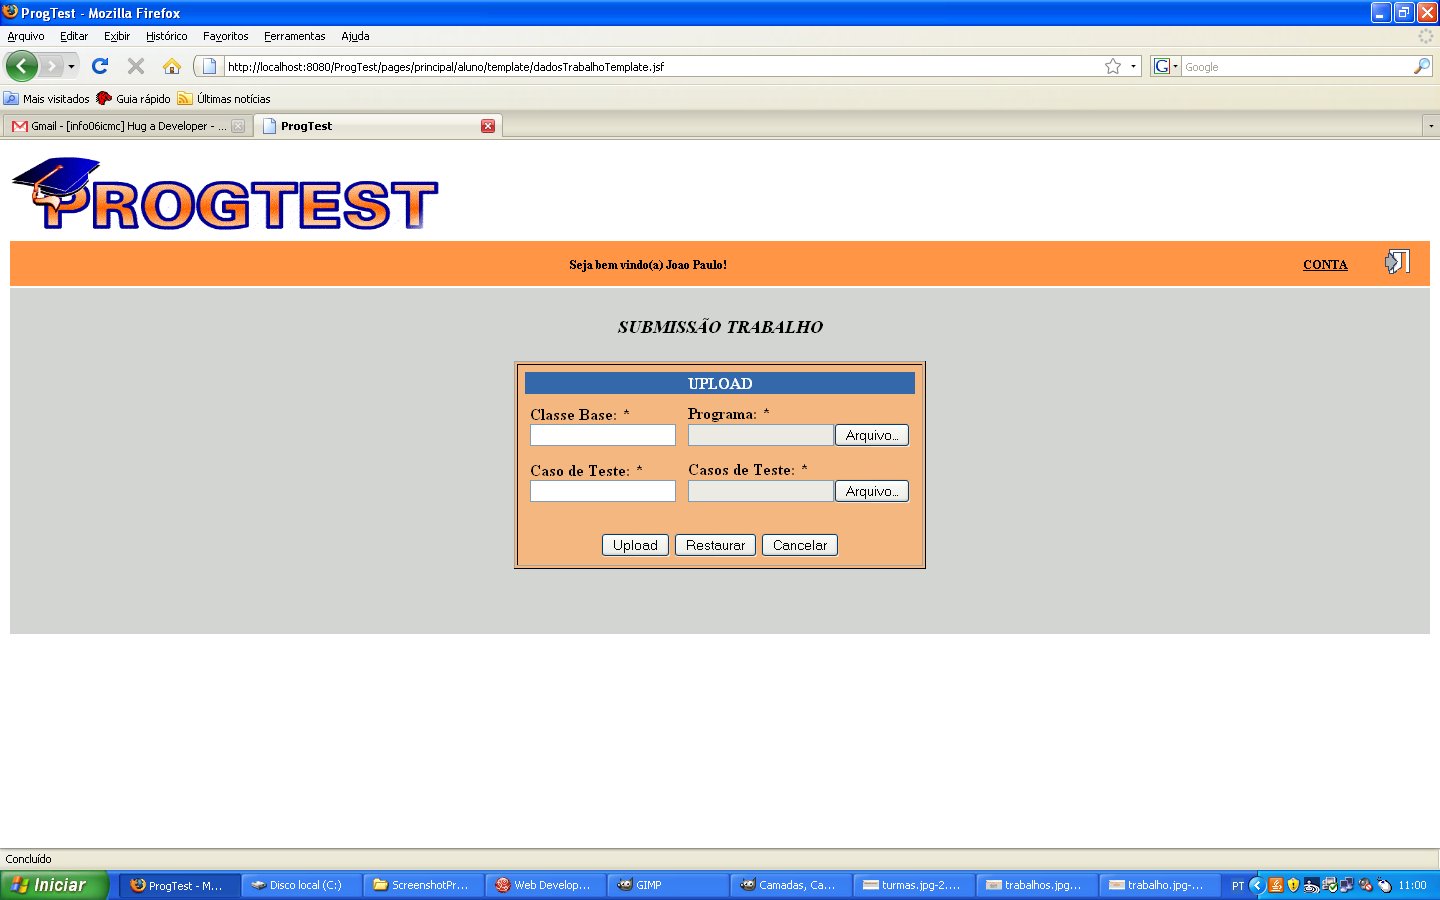 ProgTest - Mozilla Firefox
Arquivo Editar Exibir Histórico Favoritos Ferramentas Ajuda
http://localhost:8080/ProgTest/pages/principal/aluno/template/dadosTrabalhoTemplate.jsf
G Google
Mais visitados Guia rápido Últimas notícias
Gmail - [info06icmc] Hug a Developer - ... ProgTest
PROGTEST
Seja bem vindo(a) Joao Paulo! CONTA
SUBMISSÃO TRABALHO
UPLOAD
Classe Base: * Programa: *
Arquivo...
Caso de Teste: * Casos de Teste: *
Arquivo...
Upload Restaurar Cancelar
Concluído
Iniciar ProgTest - M... Disco local (C:) ScreenshotPr... Web Develop... GIMP Camadas, Ca... turmas.jpg-2.... trabalhos.jpg... trabalho.jpg-... PT 11:00